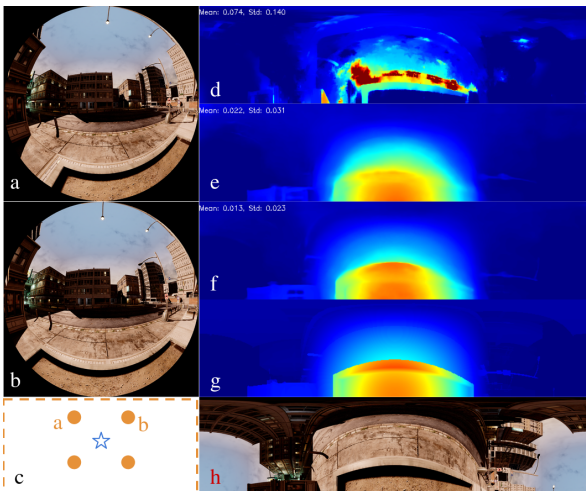 Mean: 0.074, Std: 0.140
a
d
Mean: 0.022, Std: 0.031
e
Mean: 0.013, Std: 0.023
b
f
g
a
b
c
h